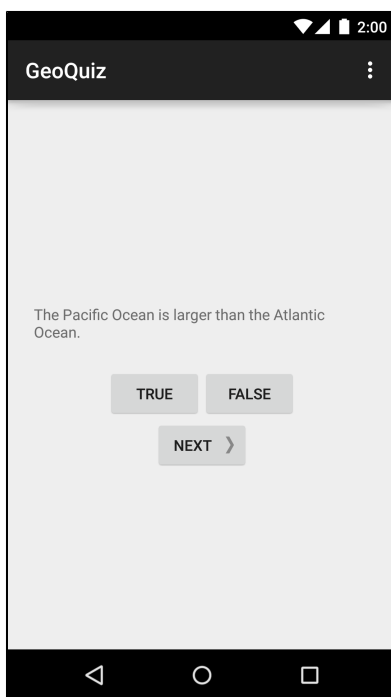 2:00
GeoQuiz
The Pacific Ocean is larger than the Atlantic
Ocean.
TRUE FALSE
NEXT